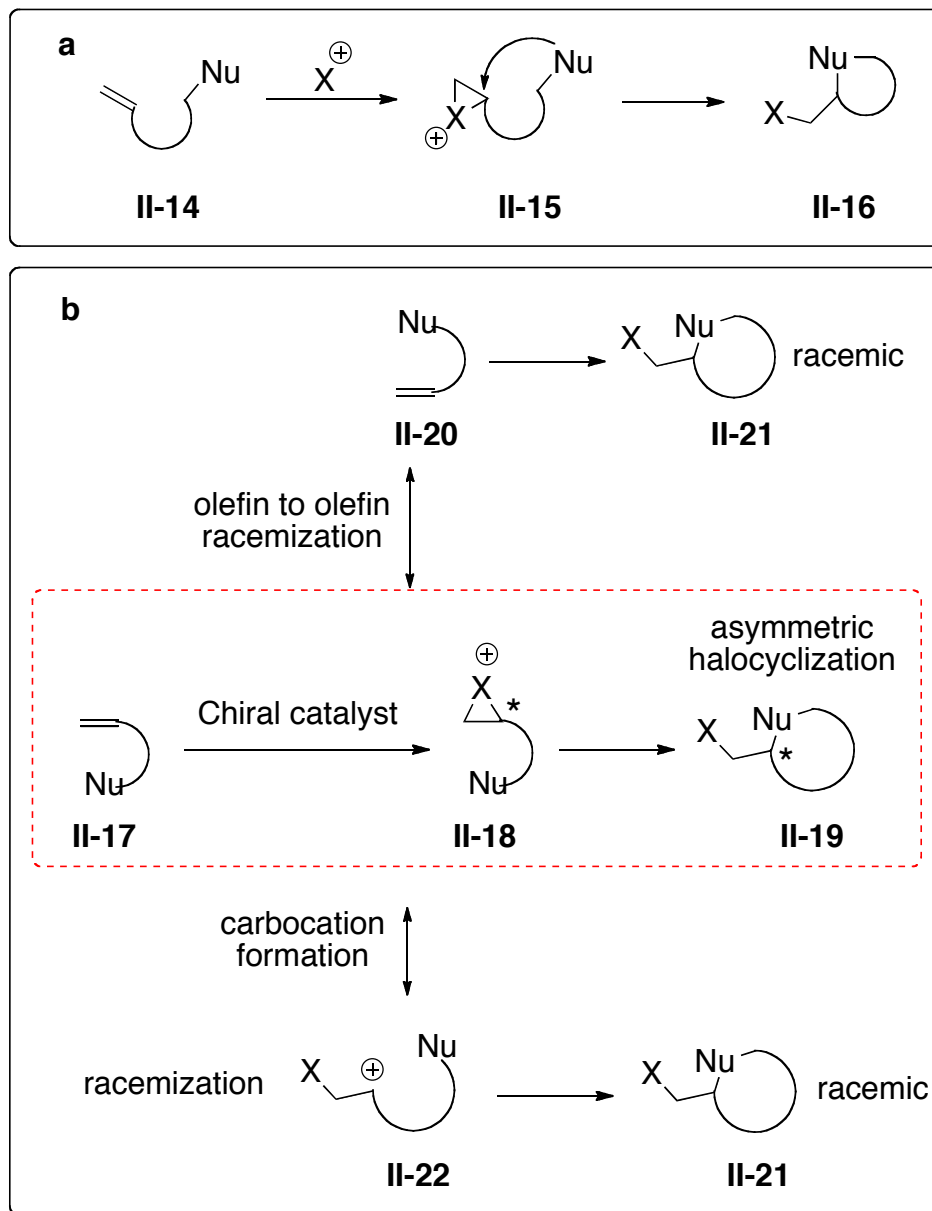 a
Nu
X
⊕
Nu
X
⊕
Nu
X
II-14
II-15
II-16
b
Nu
X
Nu
racemic
II-20
II-21
olefin to olefin
racemization
asymmetric
halocyclization
⊕
X
*
Chiral catalyst
Nu
Nu
X
Nu
*
II-17
II-18
II-19
carbocation
formation
racemization
X
⊕
Nu
X
Nu
racemic
II-22
II-21